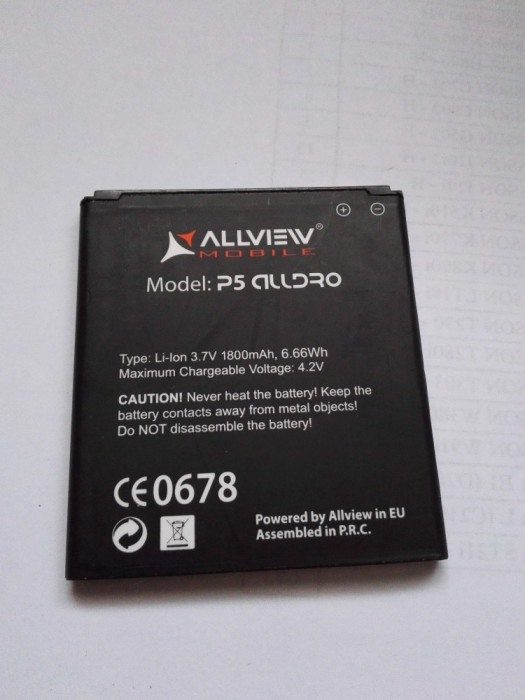 ALLVIEW®
MOBILE
Model: P5 ALLDRO
Type: Li-Ion 3.7V 1800mAh, 6.66Wh
Maximum Chargeable Voltage: 4.2V
CAUTION! Never heat the battery! Keep the
battery contacts away from metal objects!
Do NOT disassemble the battery!
CE0678
Powered by Allview in EU
Assembled in P.R.C.